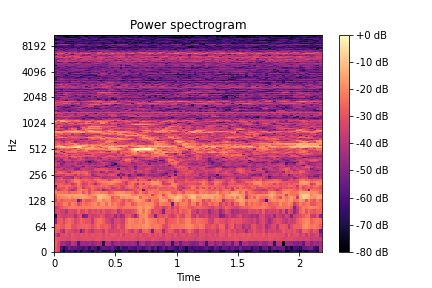 Power spectrogram
Hz
8192
4096
2048
1024
512
256
128
64
0
0
0.5
1
1.5
2
Time
+0 dB
-10 dB
-20 dB
-30 dB
-40 dB
-50 dB
-60 dB
-70 dB
-80 dB